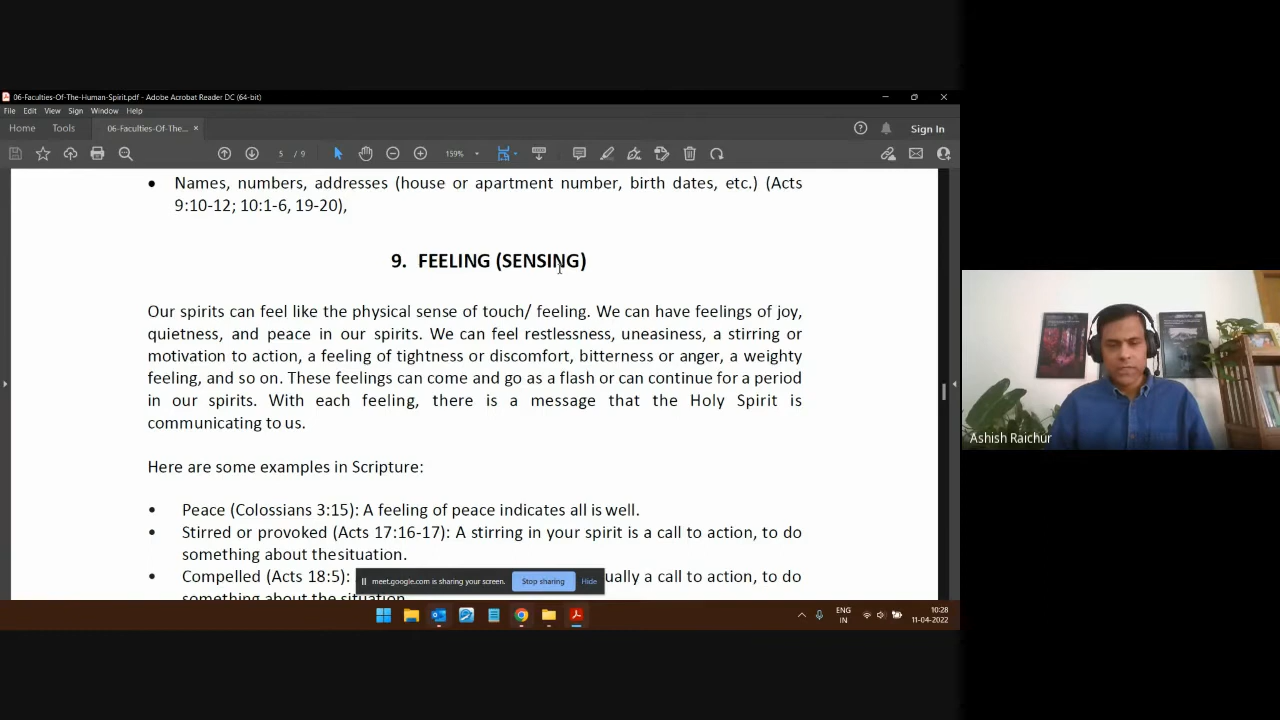 06-Faculties-Of-The-Human-Spirit.pdf - Adobe Acrobat Reader DC (64-bit)
File Edit View Sign Window Help
Home Tools 06-Faculties-Of-The... × Sign In
5 / 9 159%
• Names, numbers, addresses (house or apartment number, birth dates, etc.) (Acts
9:10-12; 10:1-6, 19-20),
9. FEELING (SENSING)
Our spirits can feel like the physical sense of touch/ feeling. We can have feelings of joy,
quietness, and peace in our spirits. We can feel restlessness, uneasiness, a stirring or
motivation to action, a feeling of tightness or discomfort, bitterness or anger, a weighty
feeling, and so on. These feelings can come and go as a flash or can continue for a period
in our spirits. With each feeling, there is a message that the Holy Spirit is
communicating to us.
Here are some examples in Scripture:
• Peace (Colossians 3:15): A feeling of peace indicates all is well.
• Stirred or provoked (Acts 17:16-17): A stirring in your spirit is a call to action, to do
something about thesituation.
• Compelled (Acts 18:5): ually a call to action, to do
something about the situation.
meet.google.com is sharing your screen. Stop sharing Hide
ENG
IN
10:28
11-04-2022
Ashish Raichur